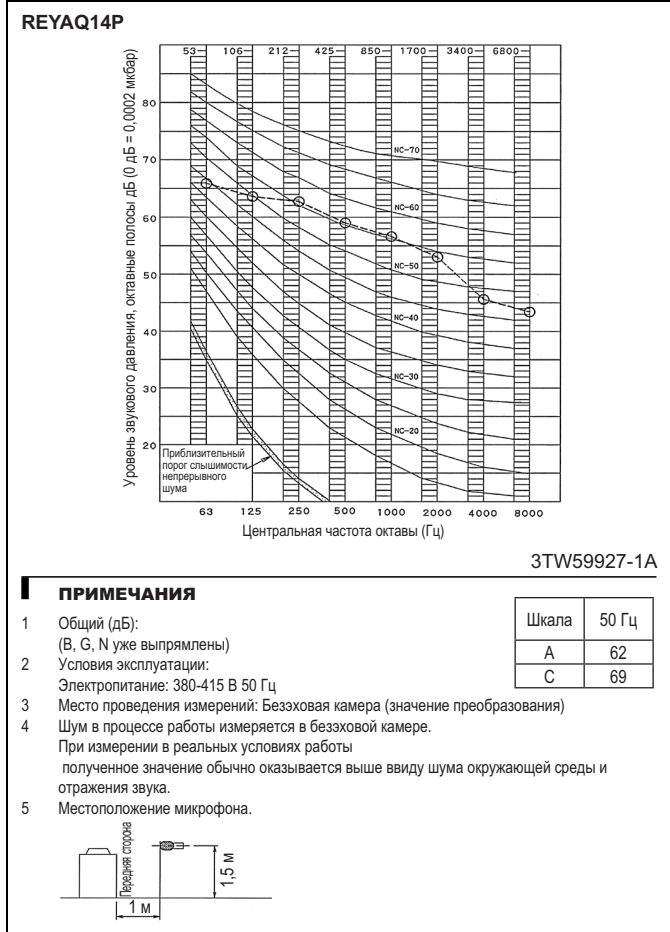 REYAQ14P
53 106 212 425 850 1700 3400 6800
Уровень звукового давления, октавные полосы дБ (0 дБ = 0,0002 мкбар)
80
70
60
50
40
30
20
NC-70
NC-60
NC-50
NC-40
NC-30
NC-20
Приблизительный
порог слышимости
непрерывного
шума
63 125 250 500 1000 2000 4000 8000
Центральная частота октавы (Гц)
3TW59927-1A
ПРИМЕЧАНИЯ
1 Общий (дБ):
(B, G, N уже выпрямлены)
2 Условия эксплуатации:
Электропитание: 380-415 В 50 Гц
3 Место проведения измерений: Безэховая камера (значение преобразования)
4 Шум в процессе работы измеряется в безэховой камере.
При измерении в реальных условиях работы
полученное значение обычно оказывается выше ввиду шума окружающей среды и
отражения звука.
5 Местоположение микрофона.
Шкала 50 Гц
A 62
C 69
Передняя сторона
1,5 м
1 м